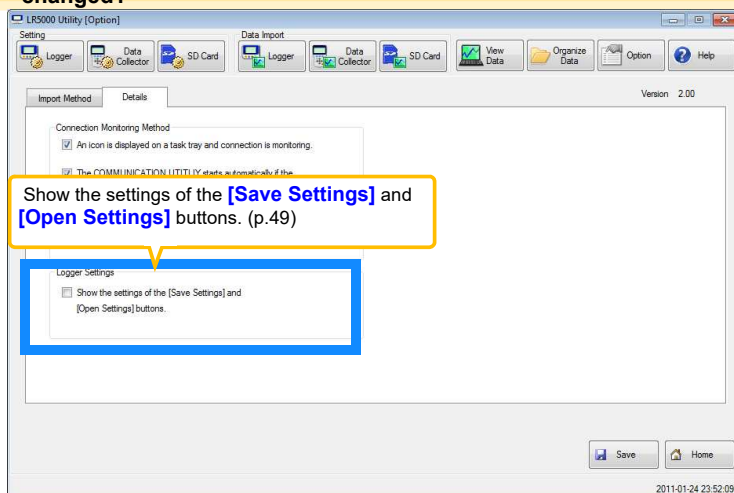 changed?
LR5000 Utility [Option]
Setting
Data Import
Logger
Data Collector
SD Card
Logger
Data Collector
SD Card
View Data
Organize Data
Option
Help
Import Method
Details
Version 2.00
Connection Monitoring Method
An icon is displayed on a task tray and connection is monitoring.
The COMMUNICATION UTITLIY starts automatically if the
Show the settings of the [Save Settings] and
[Open Settings] buttons. (p.49)
Logger Settings
Show the settings of the [Save Settings] and
[Open Settings] buttons.
Save
Home
2011-01-24 23:52:09